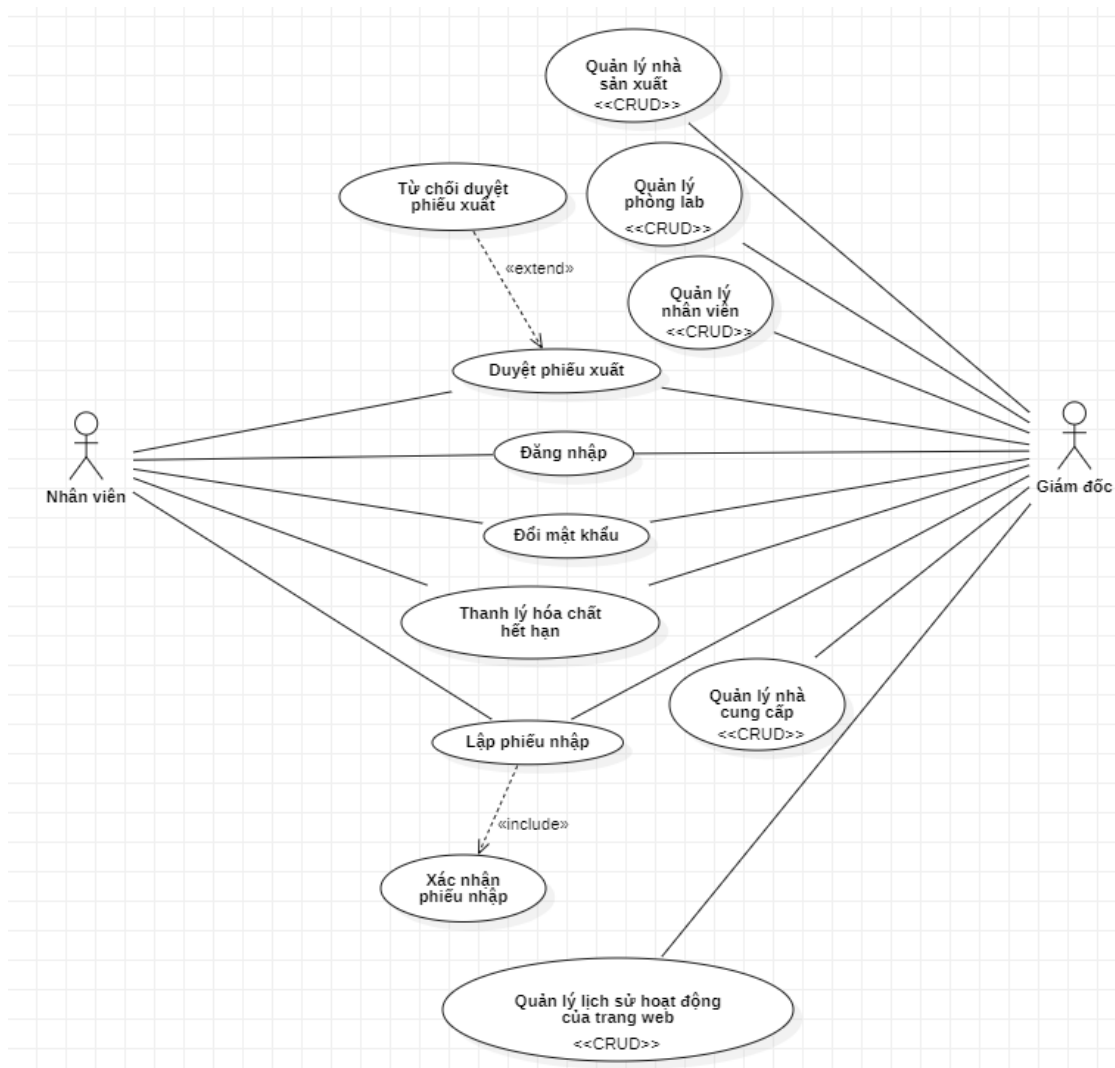 Quản lý nhà
sản xuất
<<CRUD>>
Từ chối duyệt
phiếu xuất
Quản lý
phòng lab
<<CRUD>>
«extend»
Quản lý
nhân viên
<<CRUD>>
Duyệt phiếu xuất
Đăng nhập
Nhân viên
Giám đốc
Đổi mật khẩu
Thanh lý hóa chất
hết hạn
Quản lý nhà
cung cấp
<<CRUD>>
Lập phiếu nhập
«include»
Xác nhận
phiếu nhập
Quản lý lịch sử hoạt động
của trang web
<<CRUD>>